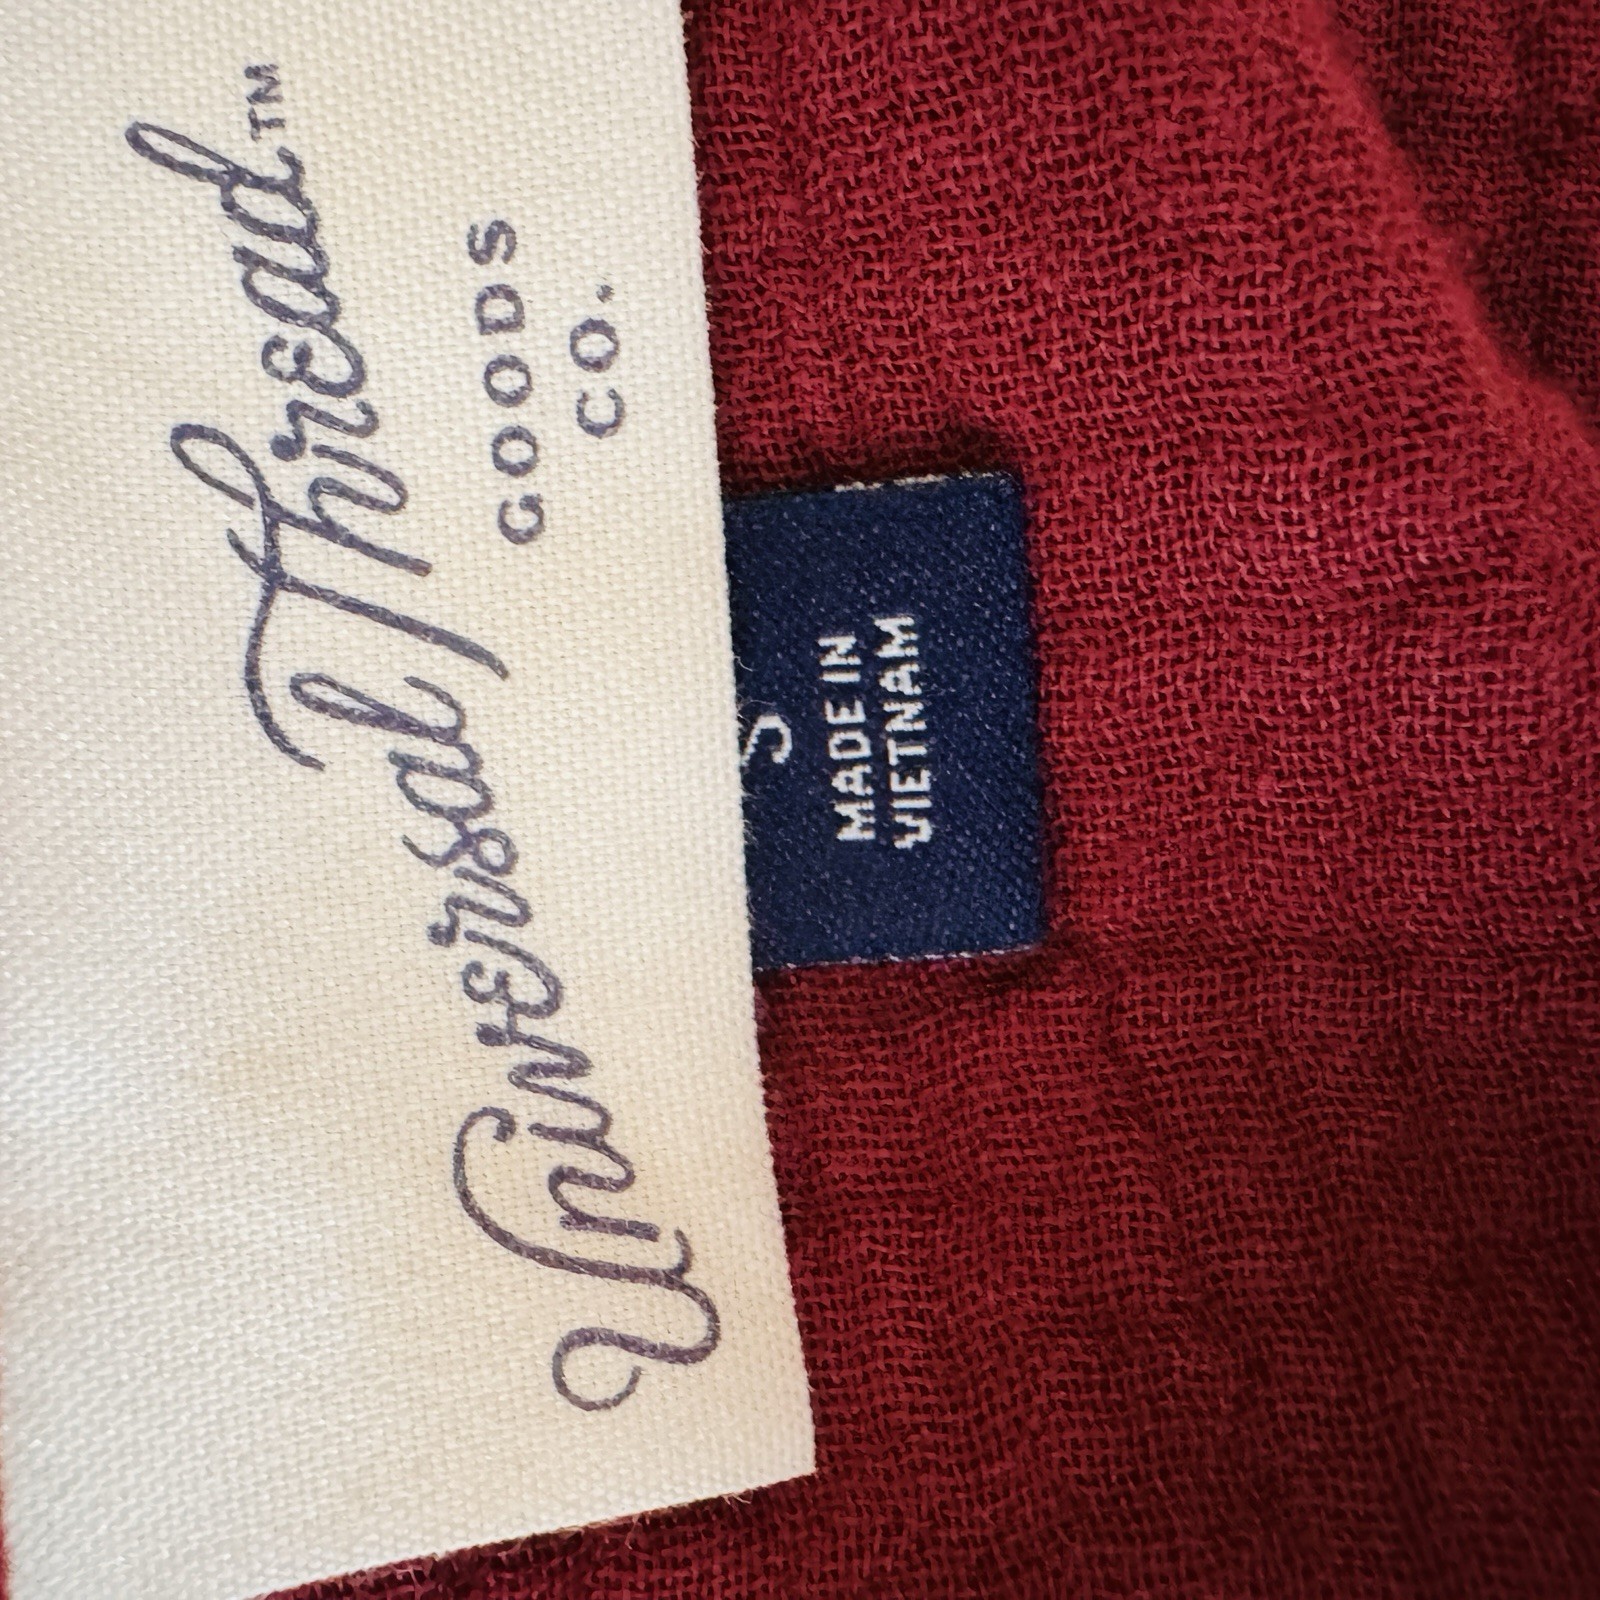 Universal Thread™
GOODS
CO.
S
MADE IN
VIETNAM